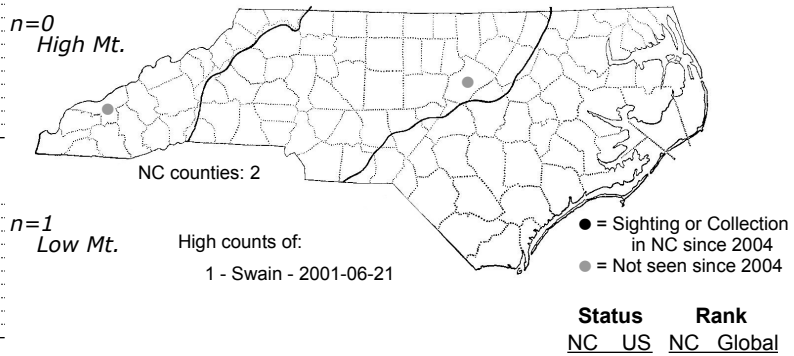 n=0
High Mt.
NC counties: 2
n=1
Low Mt.
High counts of:
1 - Swain - 2001-06-21
● = Sighting or Collection
in NC since 2004
● = Not seen since 2004
Status Rank
NC US NC Global